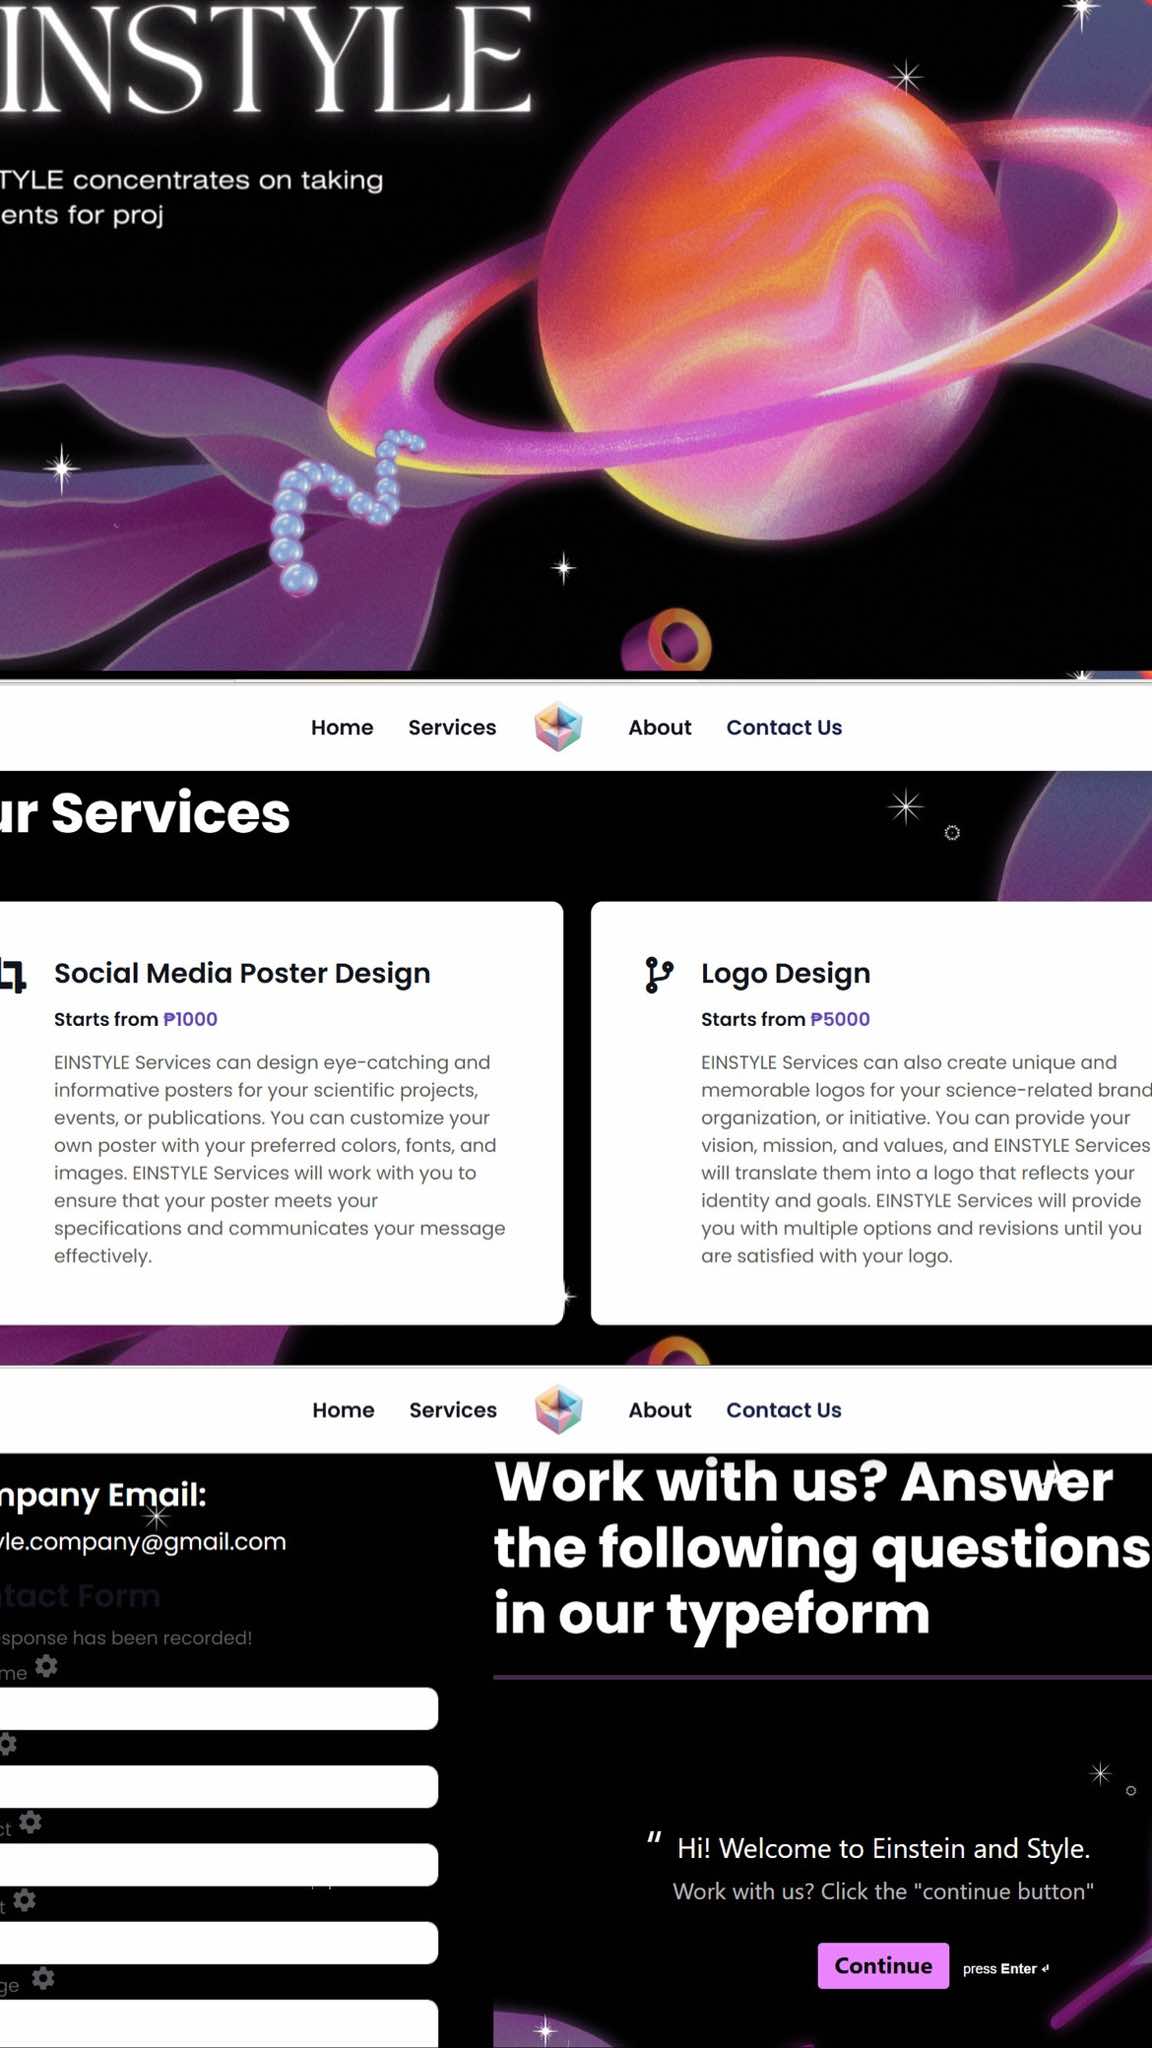 INSTYLE
TYLE concentrates on taking
ents for proj
Home Services About Contact Us
ur Services
Social Media Poster Design
Starts from ₱1000
EINSTYLE Services can design eye-catching and
informative posters for your scientific projects,
events, or publications. You can customize your
own poster with your preferred colors, fonts, and
images. EINSTYLE Services will work with you to
ensure that your poster meets your
specifications and communicates your message
effectively.
Logo Design
Starts from ₱5000
EINSTYLE Services can also create unique and
memorable logos for your science-related brand
organization, or initiative. You can provide your
vision, mission, and values, and EINSTYLE Services
will translate them into a logo that reflects your
identity and goals. EINSTYLE Services will provide
you with multiple options and revisions until you
are satisfied with your logo.
Home Services About Contact Us
mpany Email:
yle.company@gmail.com
ntact Form
sponse has been recorded!
me
ct
t
ge
Work with us? Answer
the following questions
in our typeform
“ Hi! Welcome to Einstein and Style.
Work with us? Click the "continue button"
Continue press Enter ↵